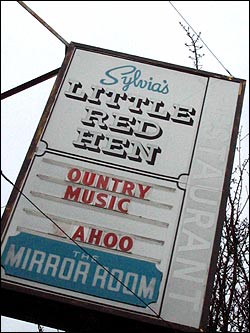 Sylvia's
LITTLE
RED
HEN
OUNTRY
MUSIC
AHOO
THE
MIRROR ROOM
RESTAURANT